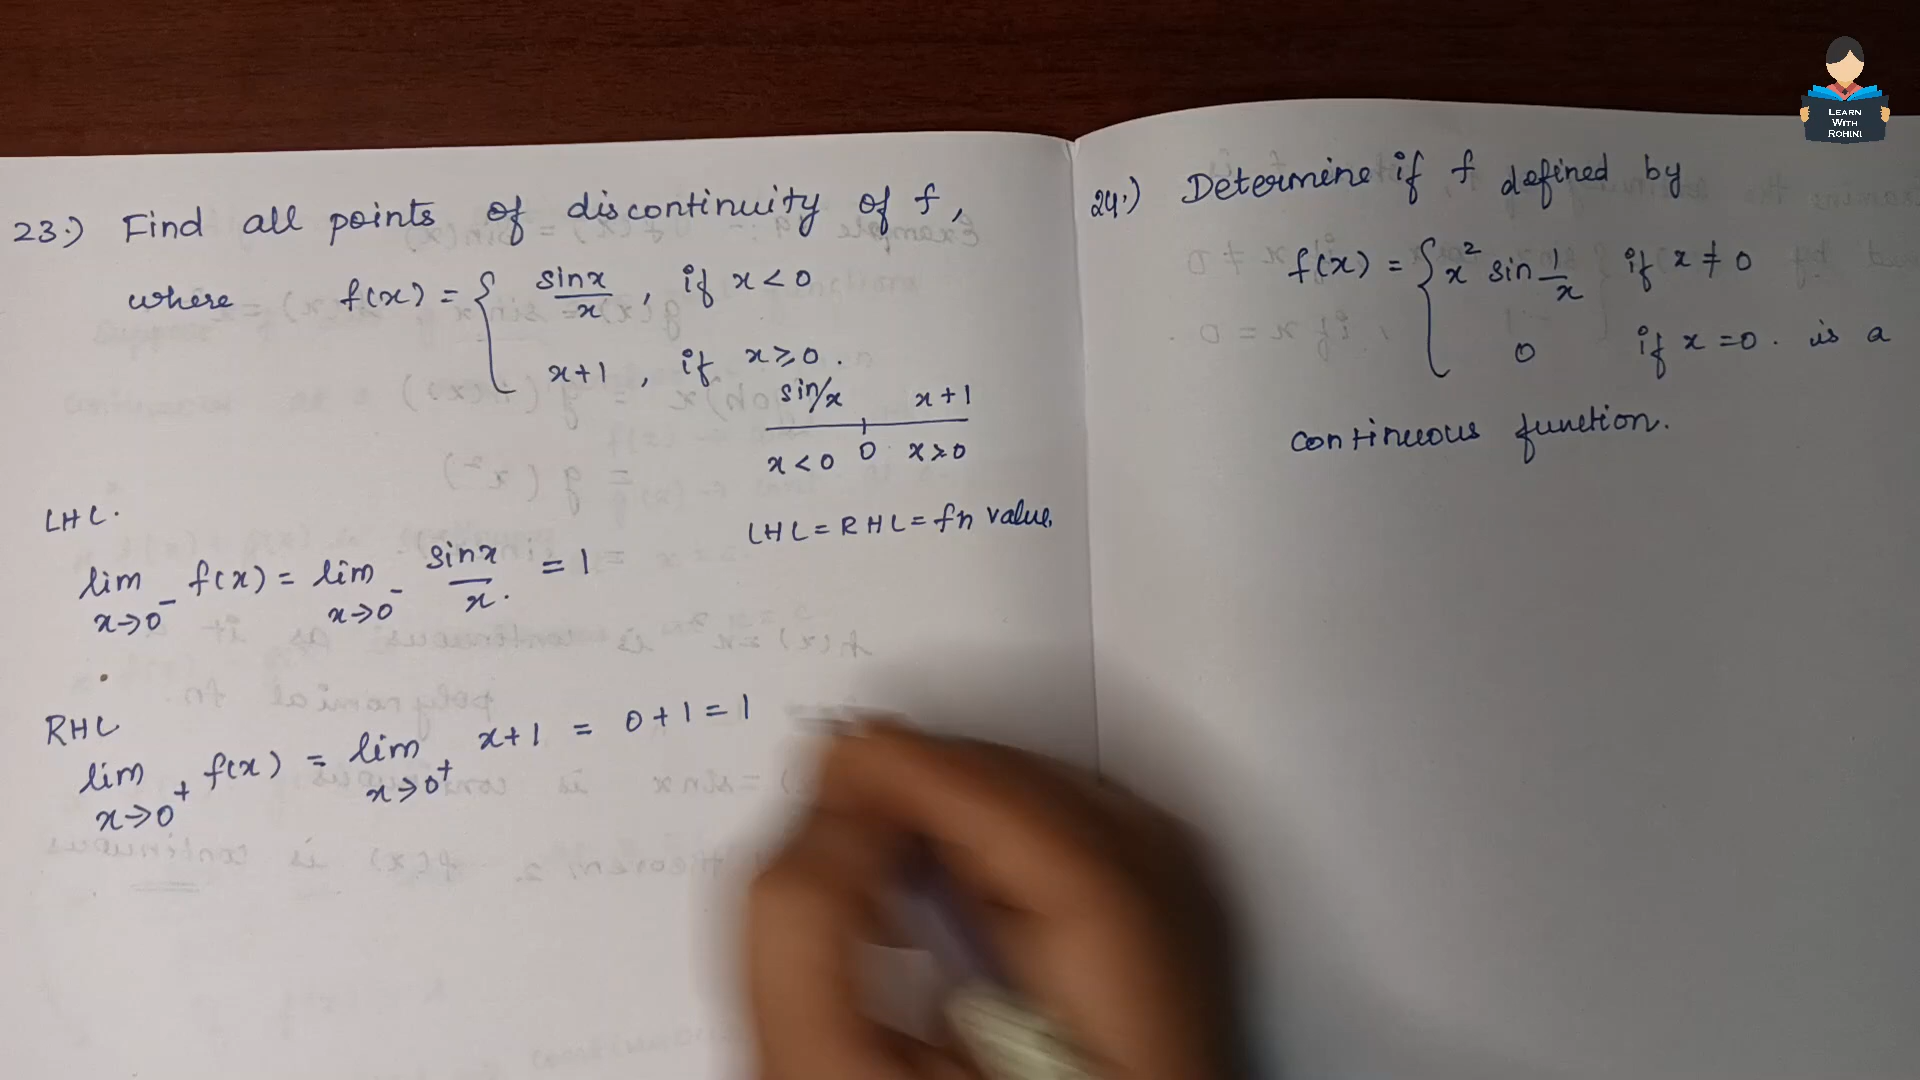 23.) Find all points of discontinuity of f,
where f(x) = { sinx/x , if x < 0
x+1 , if x ≥ 0 .
sin/x x+1
x < 0 0 x ≥ 0
LHL = RHL = fn value.
LHL.
lim x→0⁻ f(x) = lim x→0⁻ sinx/x. = 1
RHL
lim x→0⁺ f(x) = lim x→0⁺ x+1 = 0+1 = 1
24.) Determine if f defined by
f(x) = { x² sin 1/x if x ≠ 0
0 if x = 0 . is a
continuous function.
LEARN
WITH
ROHINI